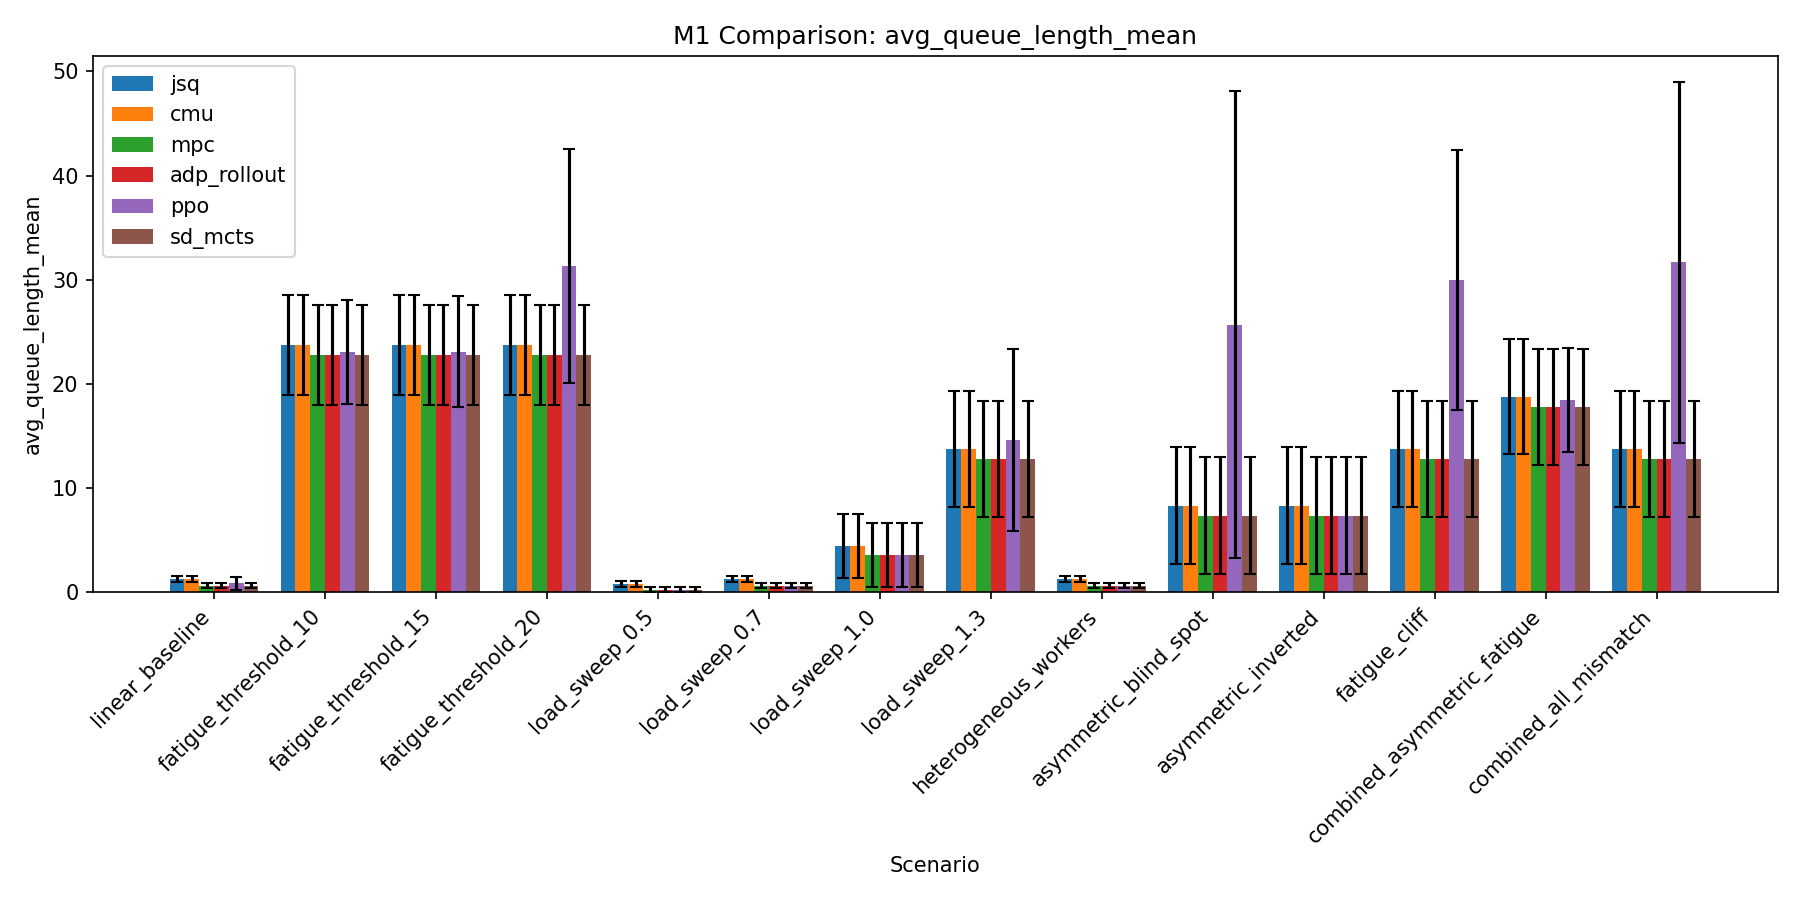 M1 Comparison: avg_queue_length_mean
jsq
cmu
mpc
adp_rollout
ppo
sd_mcts
avg_queue_length_mean
50
40
30
20
10
0
linear_baseline
fatigue_threshold_10
fatigue_threshold_15
fatigue_threshold_20
load_sweep_0.5
load_sweep_0.7
load_sweep_1.0
load_sweep_1.3
heterogeneous_workers
asymmetric_blind_spot
asymmetric_inverted
fatigue_cliff
combined_asymmetric_fatigue
combined_all_mismatch
Scenario